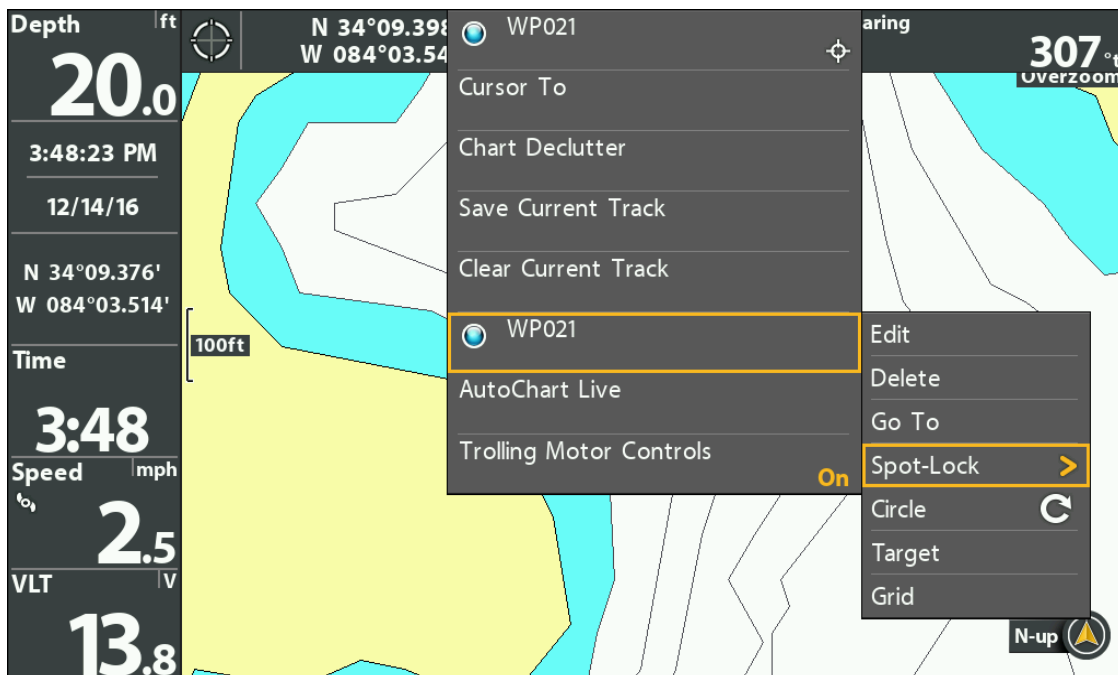 Depth ft
20.0
3:48:23 PM
12/14/16
N 34°09.376'
W 084°03.514'
Time
3:48
Speed mph
2.5
VLT V
13.8
N 34°09.398
W 084°03.54
aring
307°t
Overzoom
100ft
WP021
Cursor To
Chart Declutter
Save Current Track
Clear Current Track
WP021
AutoChart Live
Trolling Motor Controls
On
Edit
Delete
Go To
Spot-Lock >
Circle
Target
Grid
N-up